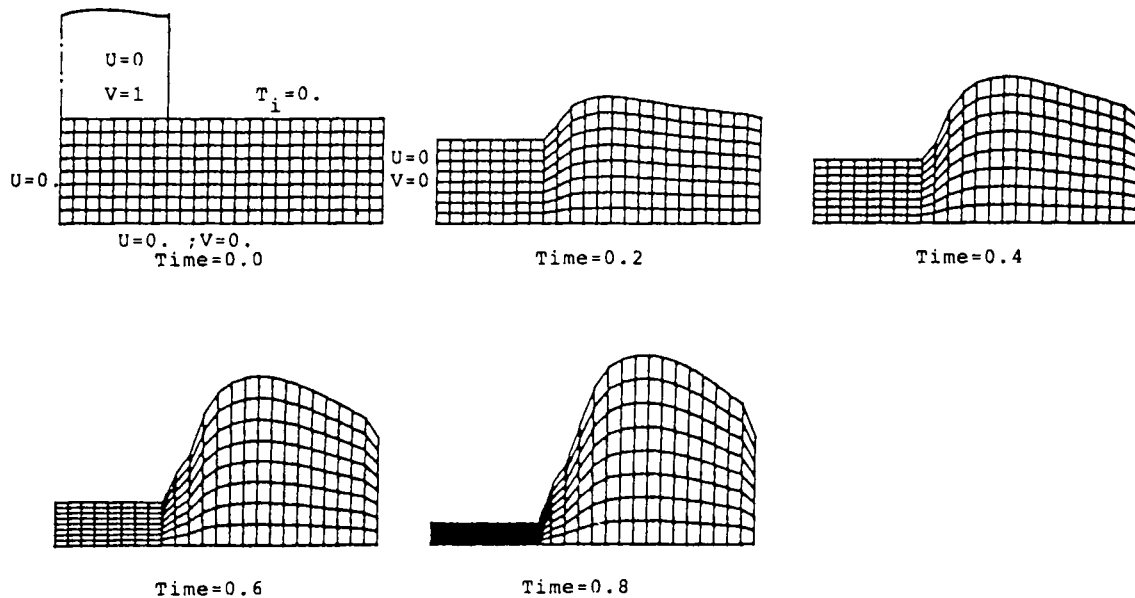 U=0
V=1
T_i=0.
U=0.
U=0
V=0
U=0. ;V=0.
Time=0.0
Time=0.2
Time=0.4
Time=0.6
Time=0.8